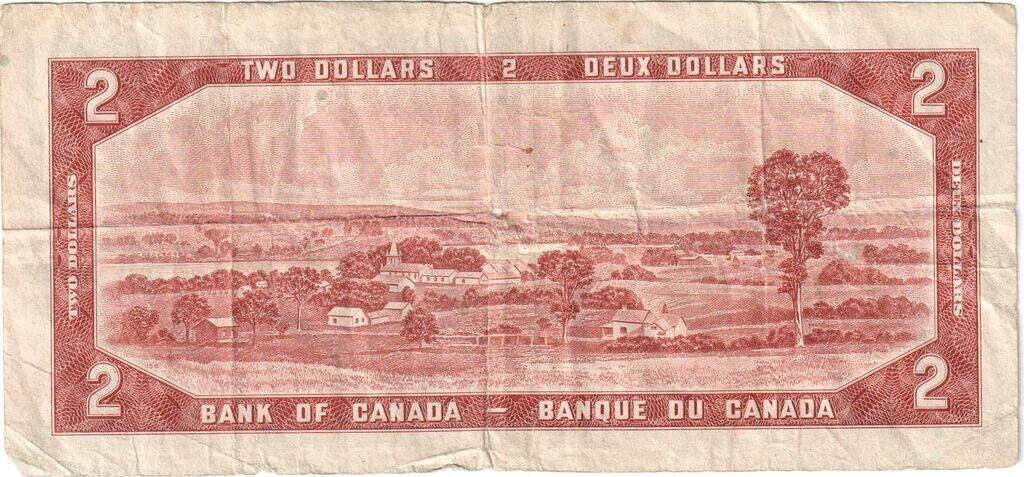 2 TWO DOLLARS 2 DEUX DOLLARS 2
TWO DOLLARS
DEUX DOLLARS
2 BANK OF CANADA – BANQUE DU CANADA 2